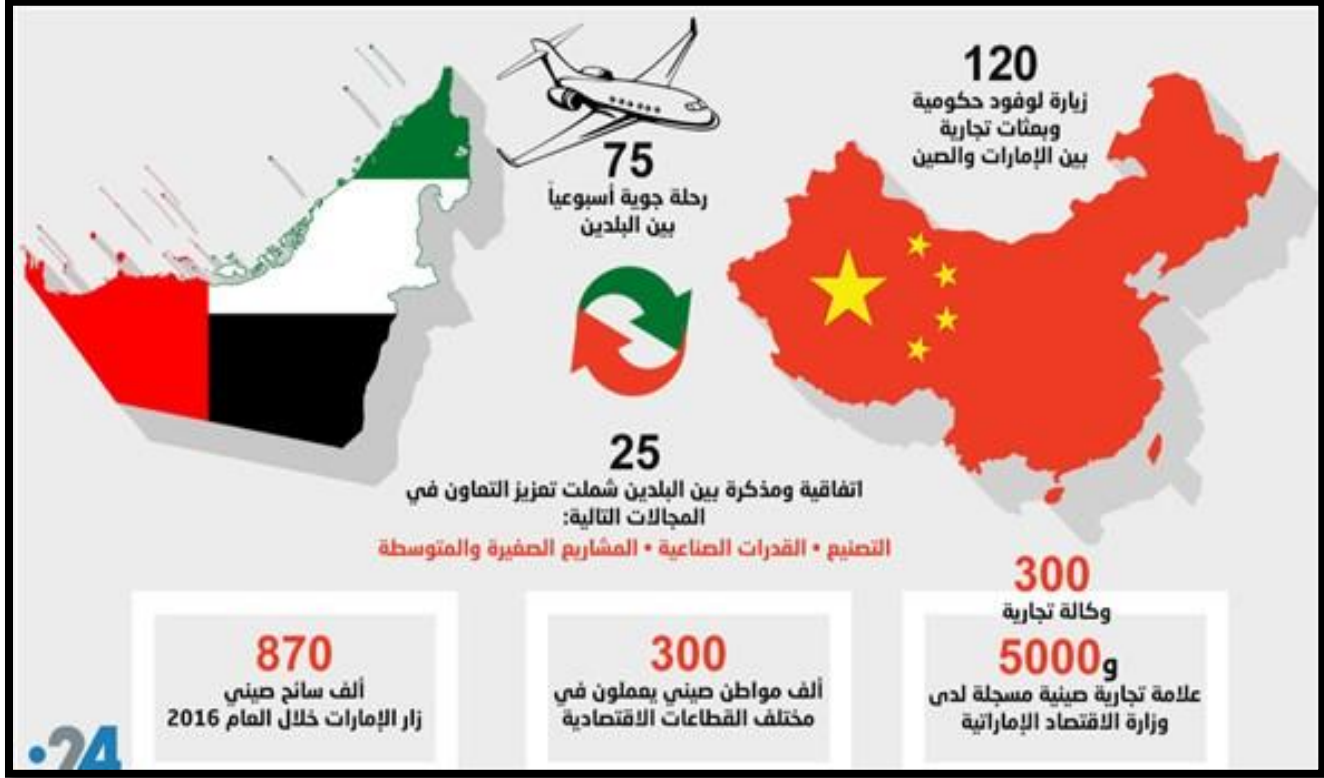 120
زيارة لوفود حكومية
وبعثات تجارية
بين الإمارات والصين
75
رحلة جوية أسبوعياً
بين البلدين
25
اتفاقية ومذكرة بين البلدين شملت تعزيز التعاون في
المجالات التالية:
التصنيع • القدرات الصناعية • المشاريع الصغيرة والمتوسطة
300
وكالة تجارية
و5000
علامة تجارية صينية مسجلة لدى
وزارة الاقتصاد الإماراتية
300
ألف مواطن صيني يعملون في
مختلف القطاعات الاقتصادية
870
ألف سائح صيني
زار الإمارات خلال العام 2016
24